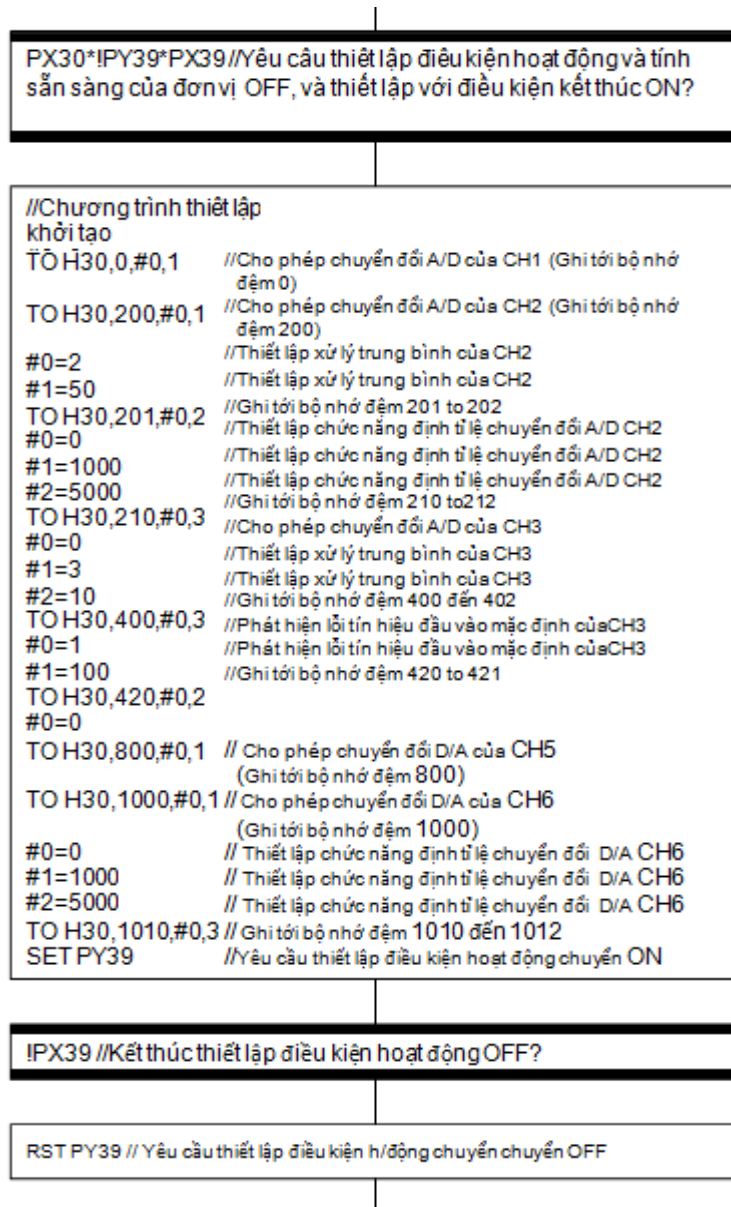 PX30*!PY39*PX39//Yêu câu thiêt lập điêu kiện hoạt động và tính
sẵn sàng của đơn vị OFF, và thiết lập với điều kiện kết thúc ON?
//Chương trình thiêt lập
khởi tạo
TO H30,0,#0,1 //Cho phép chuyển đổi A/D của CH1 (Ghi tới bộ nhớ
đệm 0)
TO H30,200,#0,1 //Cho phép chuyển đổi A/D của CH2 (Ghi tới bộ nhớ
đệm 200)
#0=2 //Thiết lập xử lý trung bình của CH2
#1=50 //Thiết lập xử lý trung bình của CH2
TO H30,201,#0,2 //Ghi tới bộ nhớ đệm 201 to 202
#0=0 //Thiết lập chức năng định tỉ lệ chuyển đổi A/D CH2
#1=1000 //Thiết lập chức năng định tỉ lệ chuyển đổi A/D CH2
#2=5000 //Thiết lập chức năng định tỉ lệ chuyển đổi A/D CH2
TO H30,210,#0,3 //Ghi tới bộ nhớ đệm 210 to212
#0=0 //Cho phép chuyển đổi A/D của CH3
#1=3 //Thiết lập xử lý trung bình của CH3
#2=10 //Thiết lập xử lý trung bình của CH3
TO H30,400,#0,3 //Ghi tới bộ nhớ đệm 400 đến 402
#0=1 //Phát hiện lỗi tín hiệu đầu vào mặc định củaCH3
#1=100 //Phát hiện lỗi tín hiệu đầu vào mặc định củaCH3
TO H30,420,#0,2 //Ghi tới bộ nhớ đệm 420 to 421
#0=0
TO H30,800,#0,1 // Cho phép chuyển đổi D/A của CH5
(Ghi tới bộ nhớ đệm 800)
TO H30,1000,#0,1 // Cho phép chuyển đổi D/A của CH6
(Ghi tới bộ nhớ đệm 1000)
#0=0 // Thiết lập chức năng định tỉ lệ chuyển đổi D/A CH6
#1=1000 // Thiết lập chức năng định tỉ lệ chuyển đổi D/A CH6
#2=5000 // Thiết lập chức năng định tỉ lệ chuyển đổi D/A CH6
TO H30,1010,#0,3 // Ghi tới bộ nhớ đệm 1010 đến 1012
SET PY39 //Yêu cầu thiết lập điều kiện hoạt động chuyển ON
!PX39 //Kết thúc thiết lập điều kiện hoạt động OFF?
RST PY39 // Yêu cầu thiết lập điều kiện h/động chuyển chuyển OFF